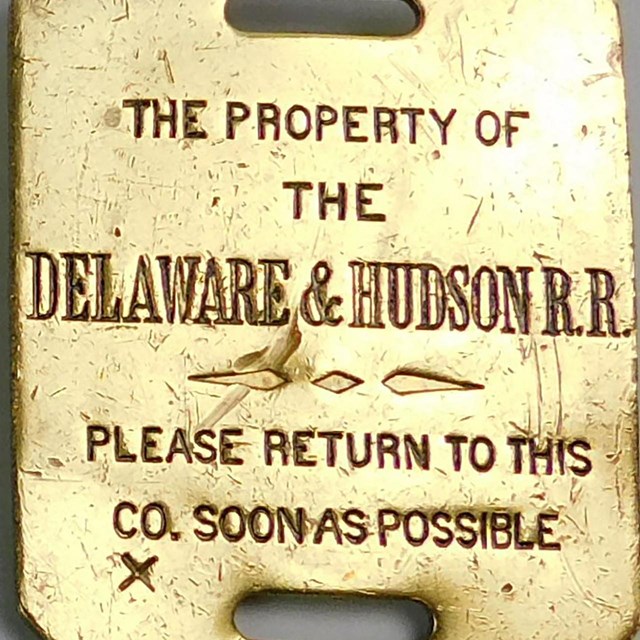 THE PROPERTY OF
THE
DELAWARE & HUDSON R.R.
PLEASE RETURN TO THIS
CO. SOON AS POSSIBLE
X